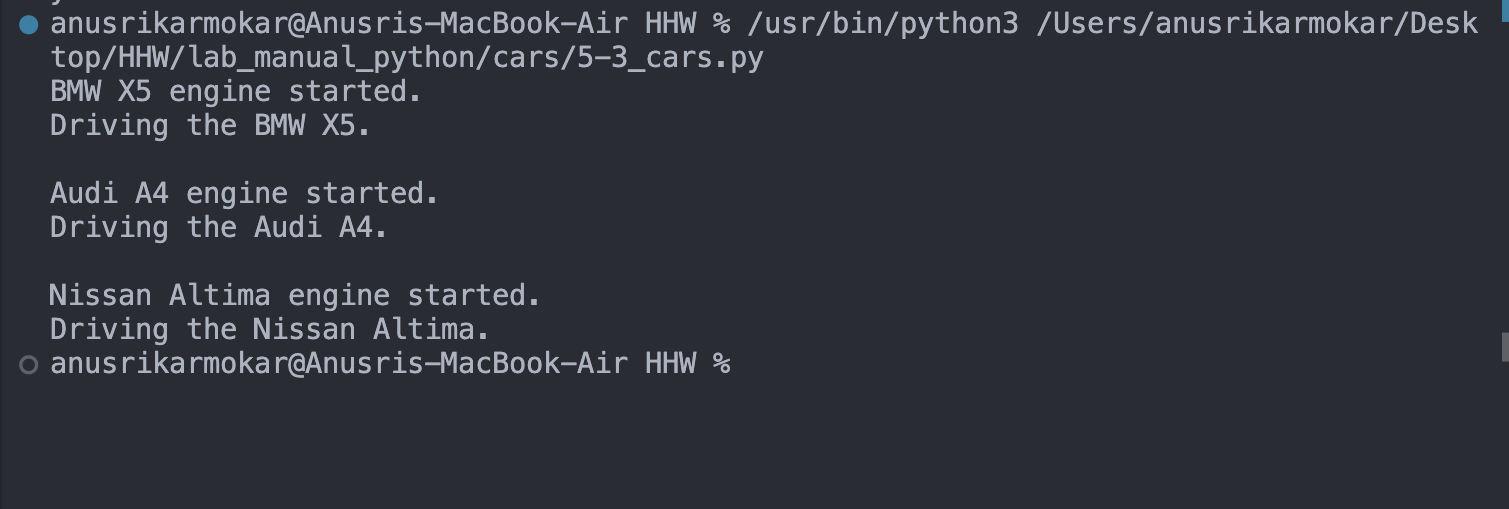 anusrikarmokar@Anusris-MacBook-Air HHW % /usr/bin/python3 /Users/anusrikarmokar/Desk
top/HHW/lab_manual_python/cars/5-3_cars.py
BMW X5 engine started.
Driving the BMW X5.
Audi A4 engine started.
Driving the Audi A4.
Nissan Altima engine started.
Driving the Nissan Altima.
anusrikarmokar@Anusris-MacBook-Air HHW %